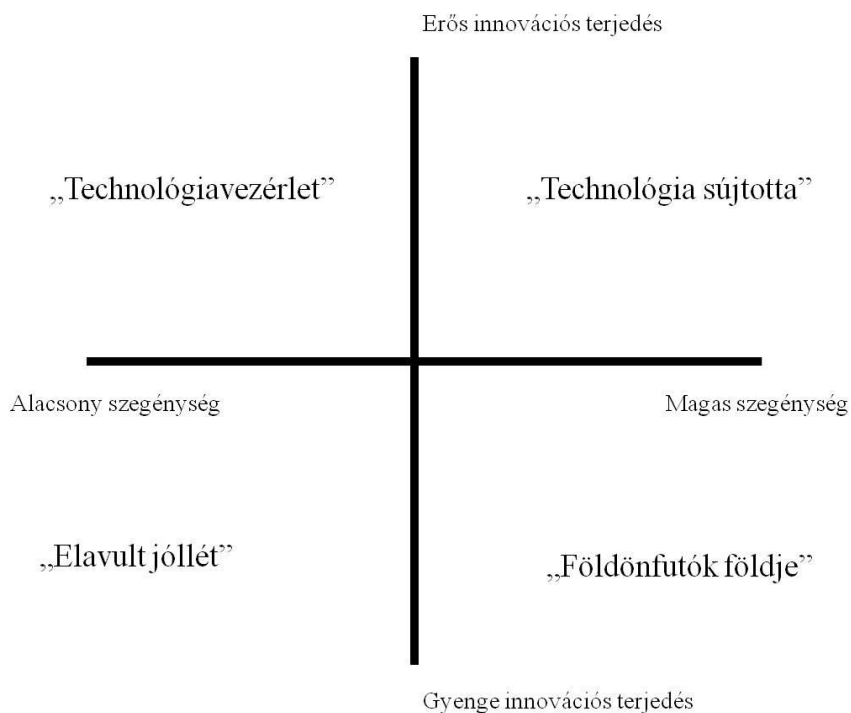 Erős innovációs terjedés
„Technológiavezérlet”
„Technológia sújtotta”
Alacsony szegénység
Magas szegénység
„Elavult jóllét”
„Földönfutók földje”
Gyenge innovációs terjedés